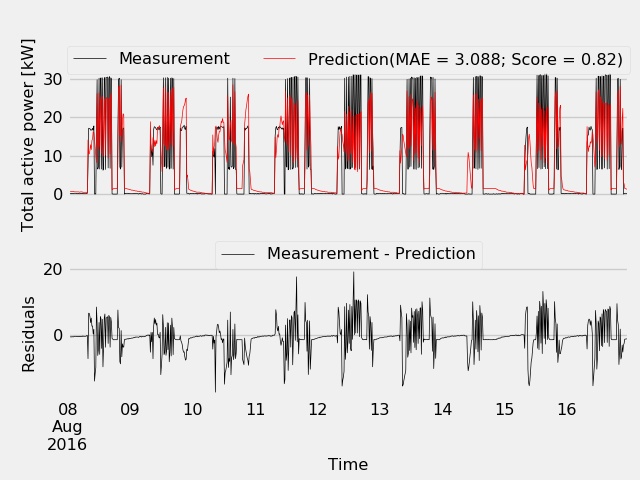 Measurement
Prediction(MAE = 3.088; Score = 0.82)
Total active power [kW]
30
20
10
0
Measurement - Prediction
Residuals
20
0
08 09 10 11 12 13 14 15 16
Aug
2016
Time